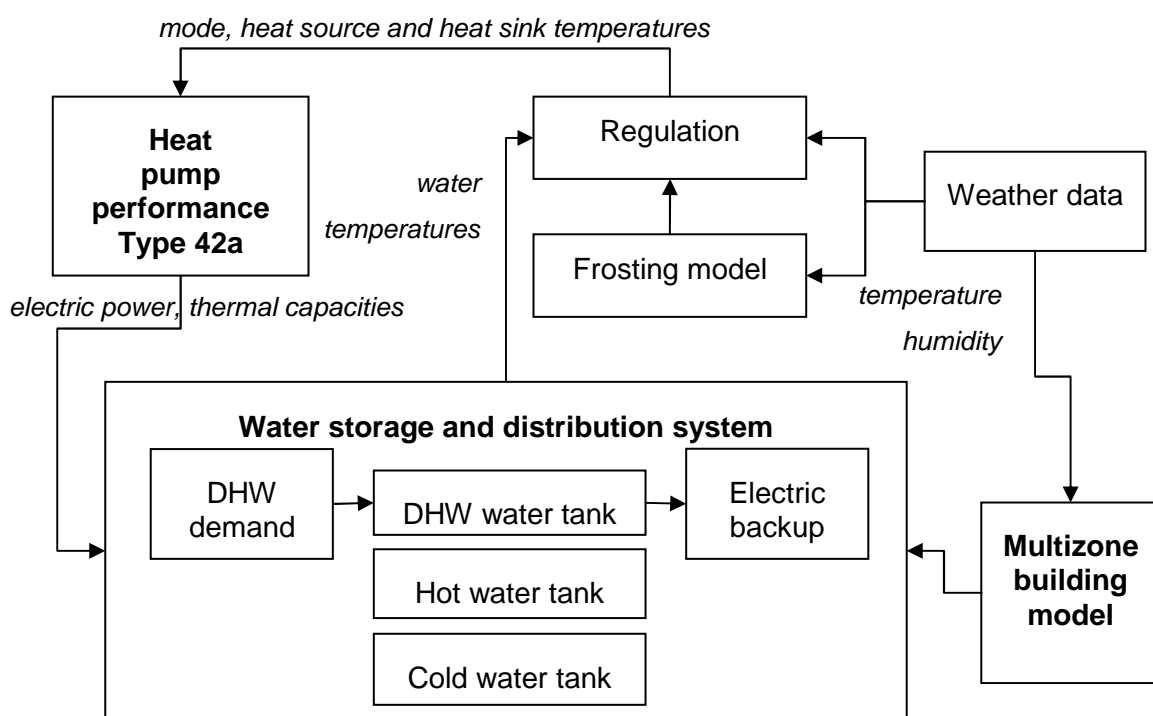 mode, heat source and heat sink temperatures
Heat
pump
performance
Type 42a
Regulation
water
temperatures
Weather data
Frosting model
electric power, thermal capacities
temperature
humidity
Water storage and distribution system
DHW
demand
DHW water tank
Electric
backup
Hot water tank
Cold water tank
Multizone
building
model